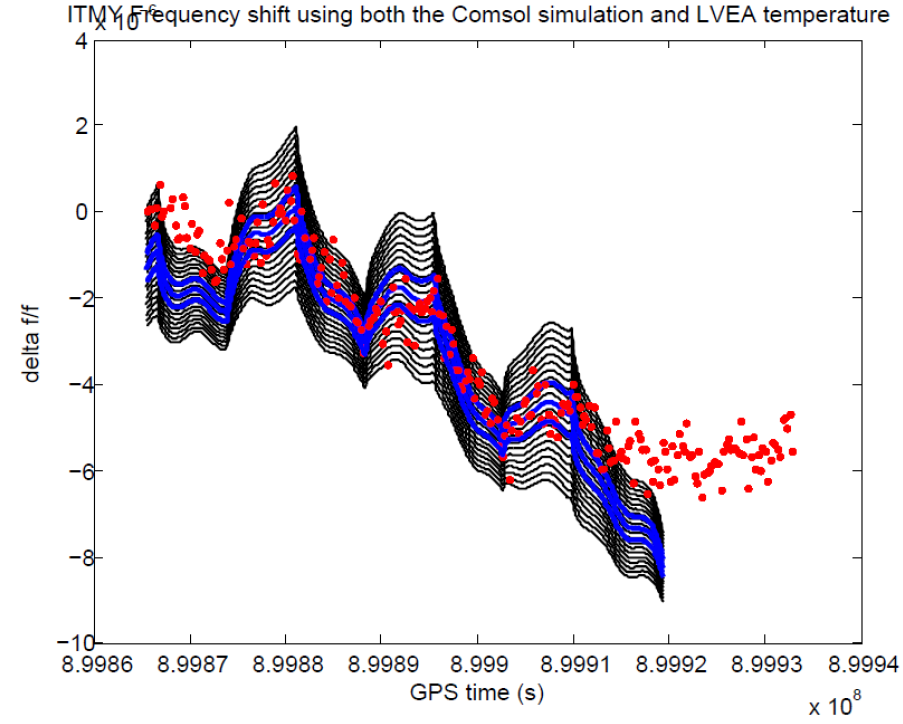 ITMY Frequency shift using both the Comsol simulation and LVEA temperature
x 10^-6
4
2
0
−2
−4
−6
−8
−10
delta f/f
8.9986 8.9987 8.9988 8.9989 8.999 8.9991 8.9992 8.9993 8.9994
GPS time (s)
x 10^8